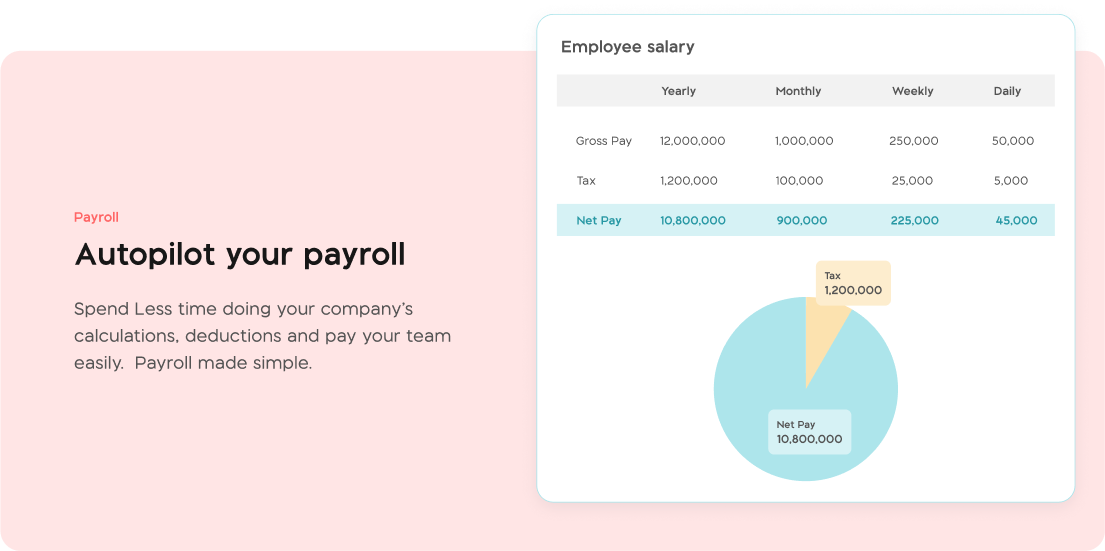 Payroll
Autopilot your payroll
Spend Less time doing your company's
calculations, deductions and pay your team
easily.  Payroll made simple.
Employee salary
Yearly Monthly Weekly Daily
Gross Pay 12,000,000 1,000,000 250,000 50,000
Tax 1,200,000 100,000 25,000 5,000
Net Pay 10,800,000 900,000 225,000 45,000
Tax
1,200,000
Net Pay
10,800,000